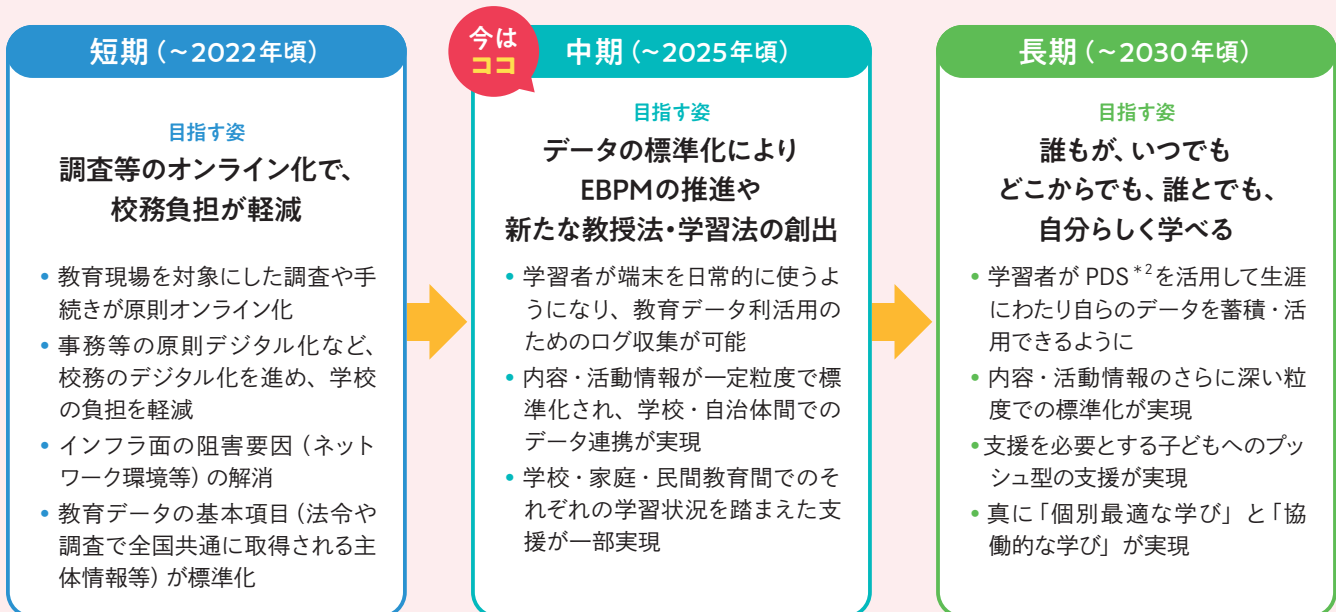 短期（～2022年頃）
目指す姿
調査等のオンライン化で、
校務負担が軽減
• 教育現場を対象にした調査や手
続きが原則オンライン化
• 事務等の原則デジタル化など、
校務のデジタル化を進め、学校
の負担を軽減
• インフラ面の阻害要因（ネット
ワーク環境等）の解消
• 教育データの基本項目（法令や
調査で全国共通に取得される主
体情報等）が標準化
今は
ココ
中期（～2025年頃）
目指す姿
データの標準化により
EBPMの推進や
新たな教授法・学習法の創出
• 学習者が端末を日常的に使うよ
うになり、教育データ利活用の
ためのログ収集が可能
• 内容・活動情報が一定粒度で標
準化され、学校・自治体間での
データ連携が実現
• 学校・家庭・民間教育間でのそ
れぞれの学習状況を踏まえた支
援が一部実現
長期（～2030年頃）
目指す姿
誰もが、いつでも
どこからでも、誰とでも、
自分らしく学べる
• 学習者が PDS*2を活用して生涯
にわたり自らのデータを蓄積・活
用できるように
• 内容・活動情報のさらに深い粒
度での標準化が実現
• 支援を必要とする子どもへのプッ
シュ型の支援が実現
• 真に「個別最適な学び」と「協
働的な学び」が実現